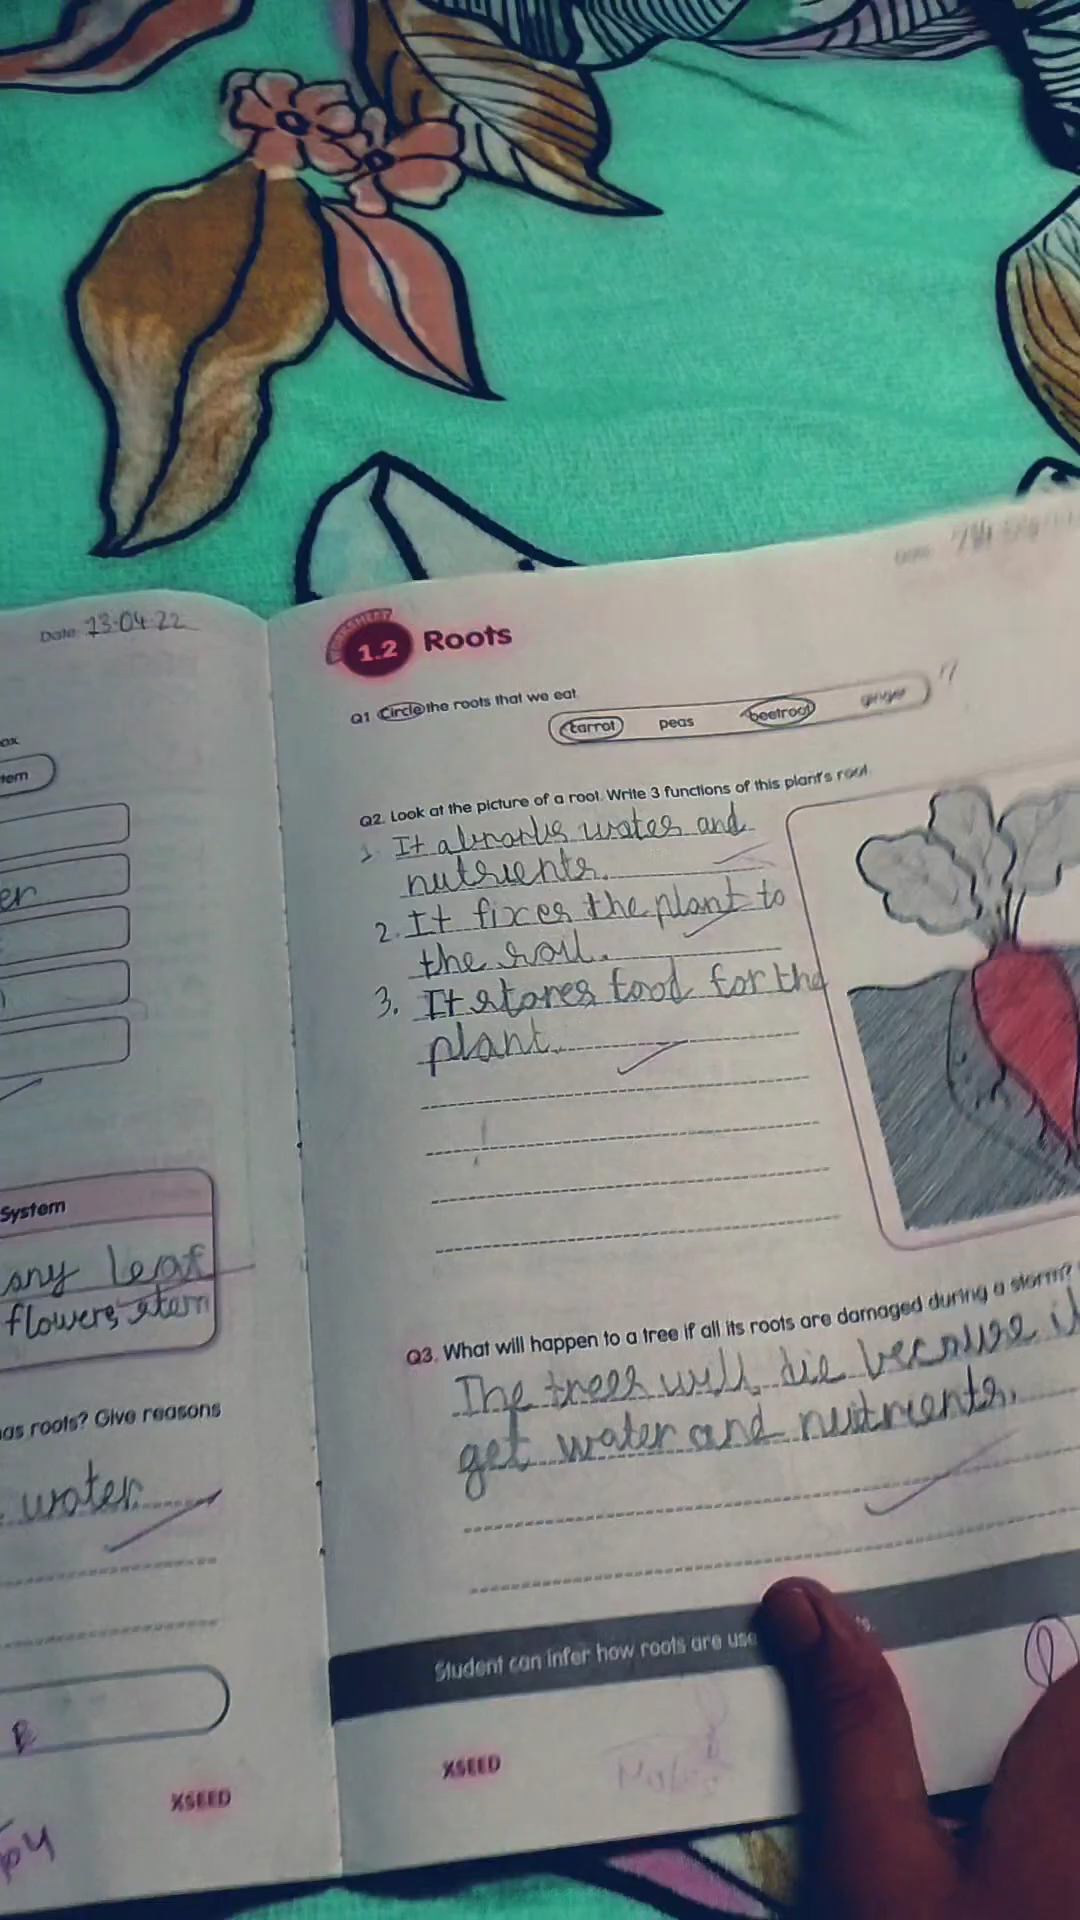 Date: 13-04-22
ox
tem
er
System
any leaf
flowers stem
as roots? Give reasons
water.
B
XSEED
Date:
WORKSHEET
1.2 Roots
Q1 Circle the roots that we eat.
carrot peas beetroot ginger
Q2. Look at the picture of a root. Write 3 functions of this plant's root.
1. It absorbs water and
nutrients.
2. It fixes the plant to
the soil.
3. It stores food for the
plant.
Q3. What will happen to a tree if all its roots are damaged during a storm?
The trees will die because it
get water and nutrients.
Student can infer how roots are use
XSEED